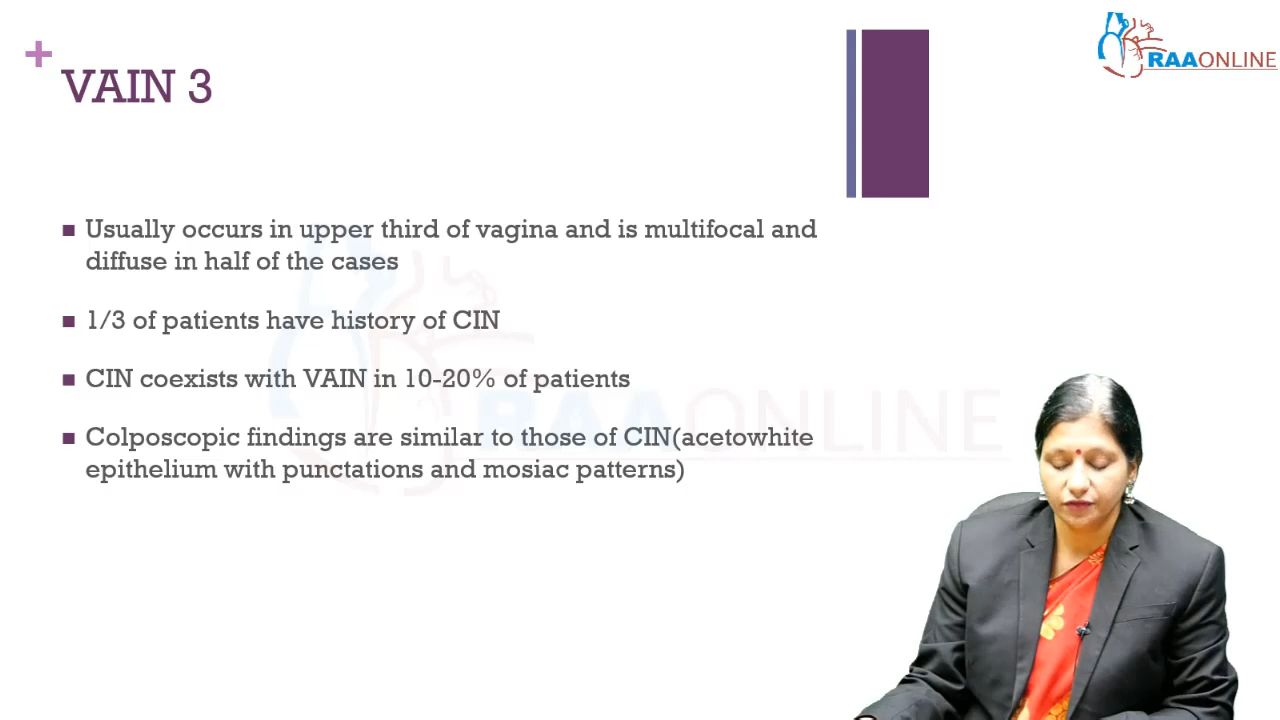 +
VAIN 3
RAAONLINE
■ Usually occurs in upper third of vagina and is multifocal and
diffuse in half of the cases
■ 1/3 of patients have history of CIN
■ CIN coexists with VAIN in 10-20% of patients
■ Colposcopic findings are similar to those of CIN(acetowhite
epithelium with punctations and mosiac patterns)
RAAONLINE